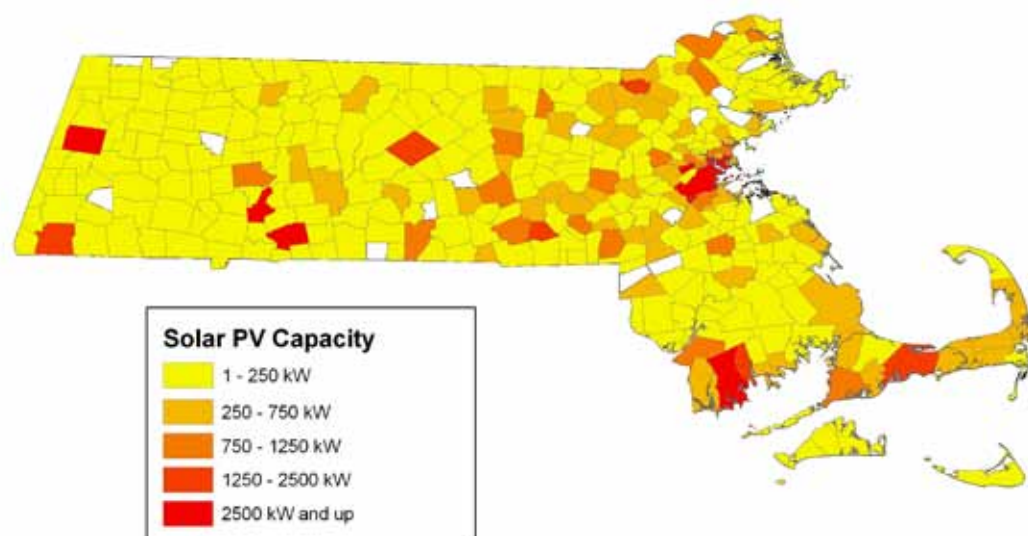 Solar PV Capacity
1 - 250 kW
250 - 750 kW
750 - 1250 kW
1250 - 2500 kW
2500 kW and up